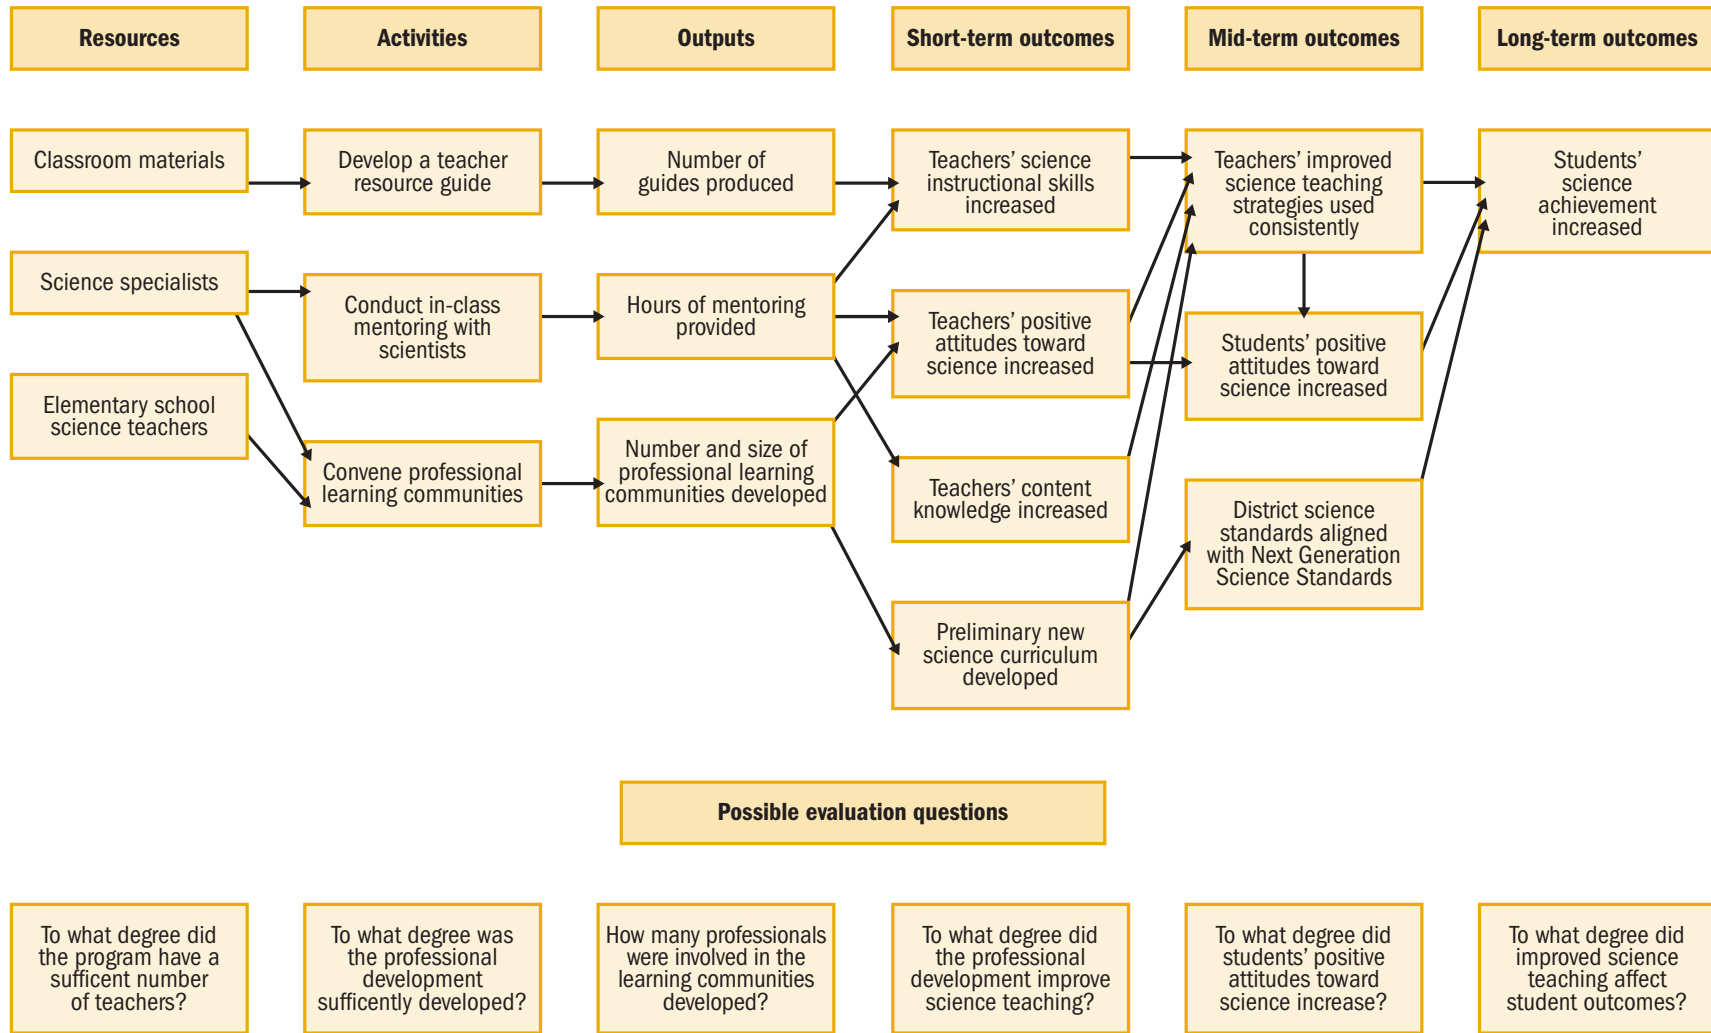 Resources
Activities
Outputs
Short-term outcomes
Mid-term outcomes
Long-term outcomes
Classroom materials
Develop a teacher
resource guide
Number of
guides produced
Teachers’ science
instructional skills
increased
Teachers’ improved
science teaching
strategies used
consistently
Students’
science
achievement
increased
Science specialists
Conduct in-class
mentoring with
scientists
Hours of mentoring
provided
Teachers’ positive
attitudes toward
science increased
Students’ positive
attitudes toward
science increased
Elementary school
science teachers
Convene professional
learning communities
Number and size of
professional learning
communities developed
Teachers’ content
knowledge increased
District science
standards aligned
with Next Generation
Science Standards
Preliminary new
science curriculum
developed
Possible evaluation questions
To what degree did
the program have a
sufficent number
of teachers?
To what degree was
the professional
development
sufficently developed?
How many professionals
were involved in the
learning communities
developed?
To what degree did
the professional
development improve
science teaching?
To what degree did
students’ positive
attitudes toward
science increase?
To what degree did
improved science
teaching affect
student outcomes?